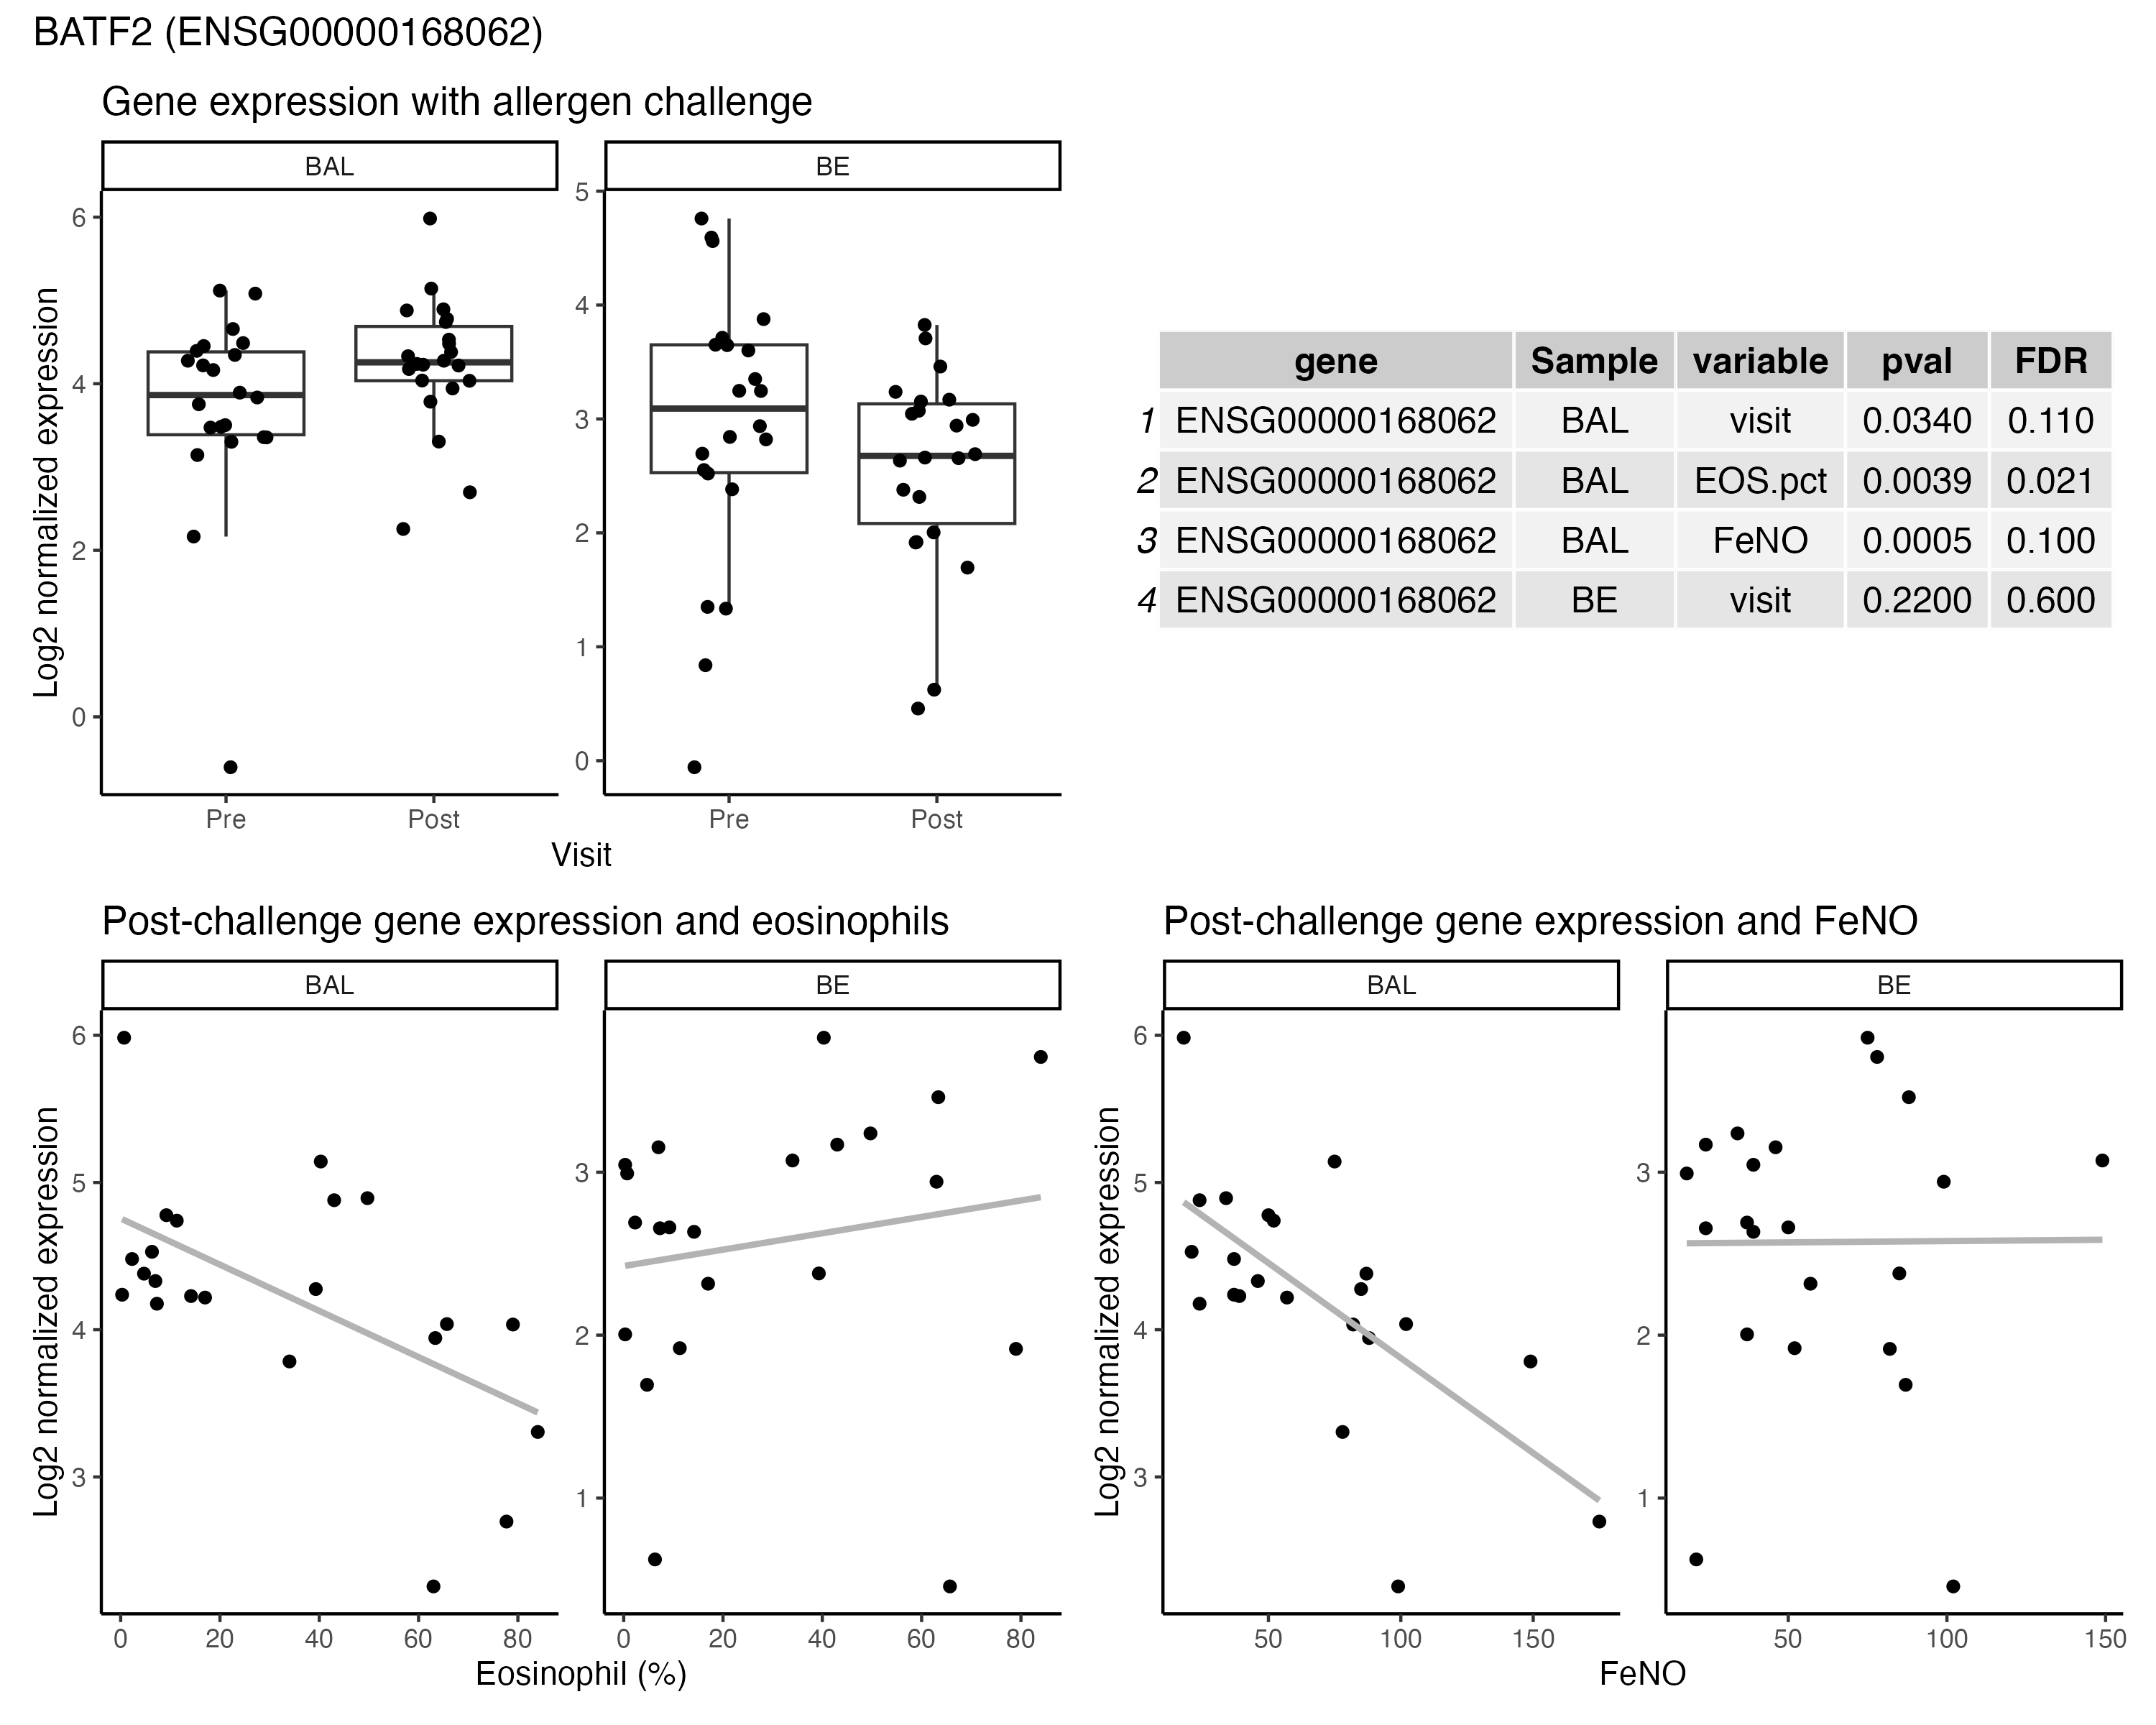 BATF2 (ENSG00000168062)
Gene expression with allergen challenge
BAL
BE
Log2 normalized expression
6
4
2
0
5
4
3
2
1
0
Pre
Post
Pre
Post
Visit
gene Sample variable pval FDR
1 ENSG00000168062 BAL visit 0.0340 0.110
2 ENSG00000168062 BAL EOS.pct 0.0039 0.021
3 ENSG00000168062 BAL FeNO 0.0005 0.100
4 ENSG00000168062 BE visit 0.2200 0.600
Post-challenge gene expression and eosinophils
BAL
BE
Log2 normalized expression
6
5
4
3
3
2
1
0 20 40 60 80
0 20 40 60 80
Eosinophil (%)
Post-challenge gene expression and FeNO
BAL
BE
Log2 normalized expression
6
5
4
3
3
2
1
50 100 150
50 100 150
FeNO